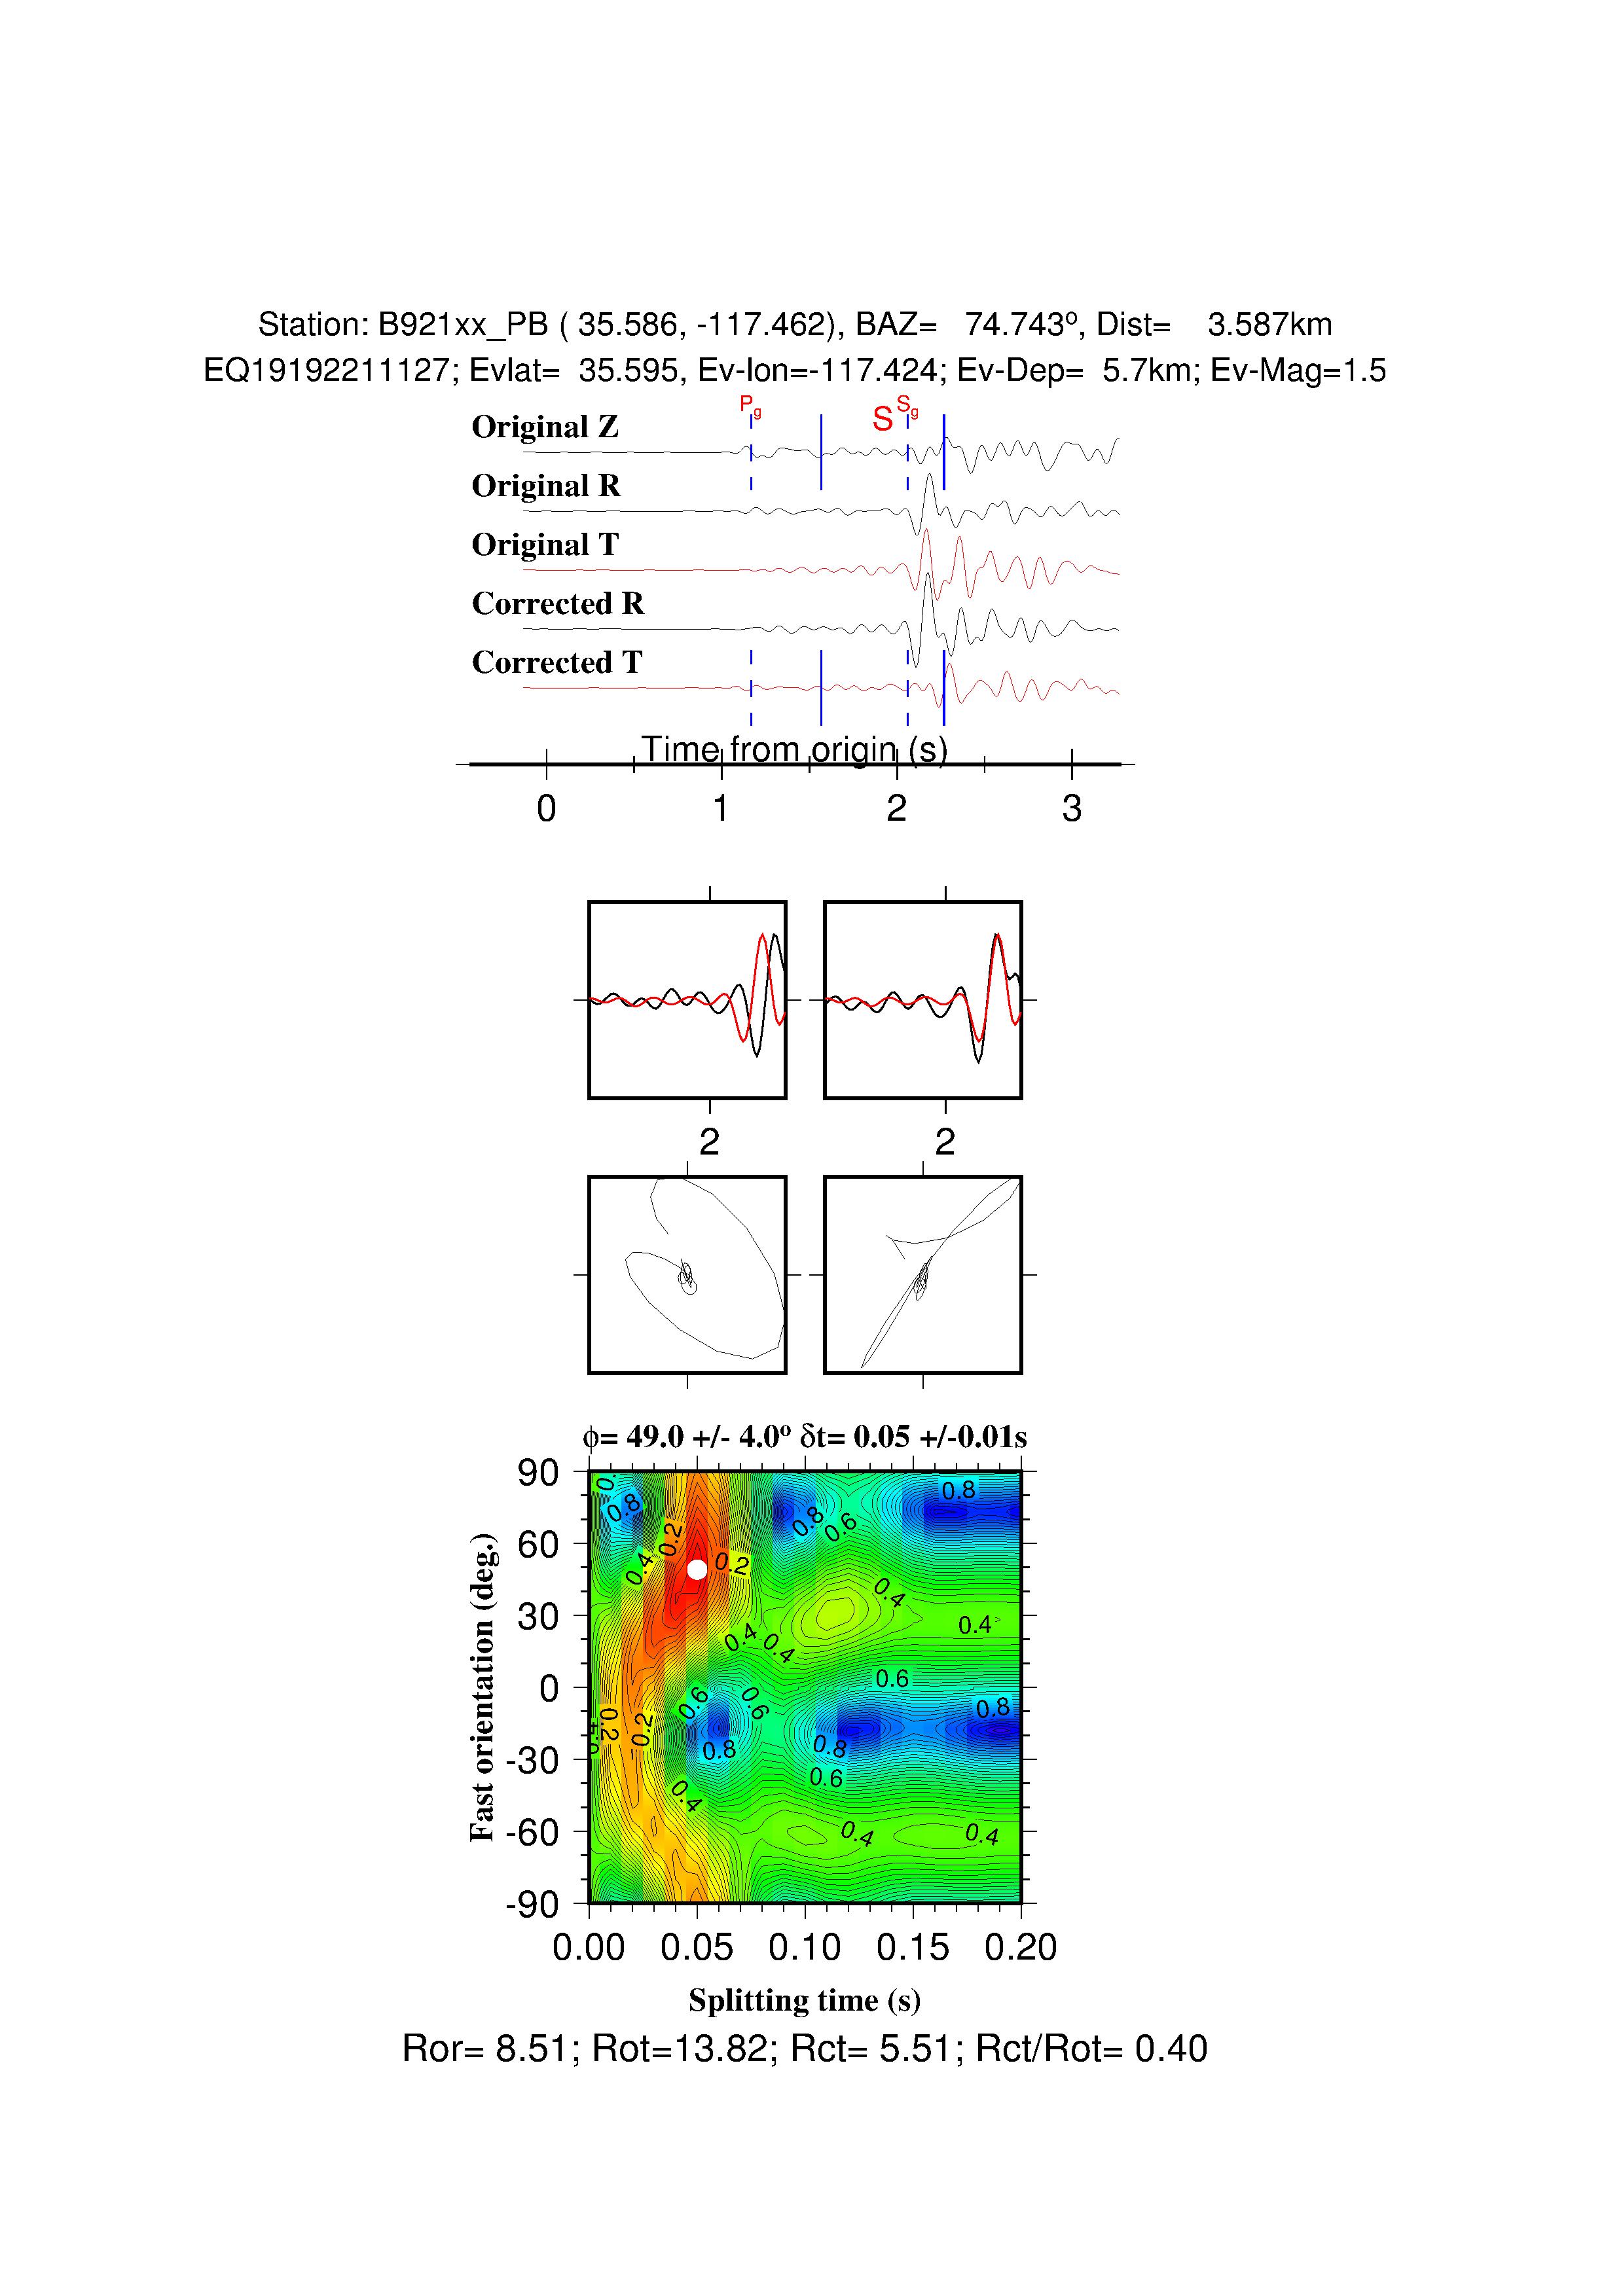 Station: B921xx_PB ( 35.586, -117.462), BAZ= 74.743º, Dist= 3.587km
EQ19192211127; Evlat= 35.595, Ev-lon=-117.424; Ev-Dep= 5.7km; Ev-Mag=1.5
Pg S Sg
Original Z
Original R
Original T
Corrected R
Corrected T
Time from origin (s)
0 1 2 3
2 2
ϕ= 49.0 +/- 4.0º δt= 0.05 +/-0.01s
Fast orientation (deg.)
90
60
30
0
-30
-60
-90
0.8 0.8 0.8 0.6
0.4 0.2 0.2 0.4
0.4 0.4 0.4
0.6 0.6 0.6 0.8
0.2 0.2 0.8 0.8
0.4 0.6
0.4 0.4
0.00 0.05 0.10 0.15 0.20
Splitting time (s)
Ror= 8.51; Rot=13.82; Rct= 5.51; Rct/Rot= 0.40